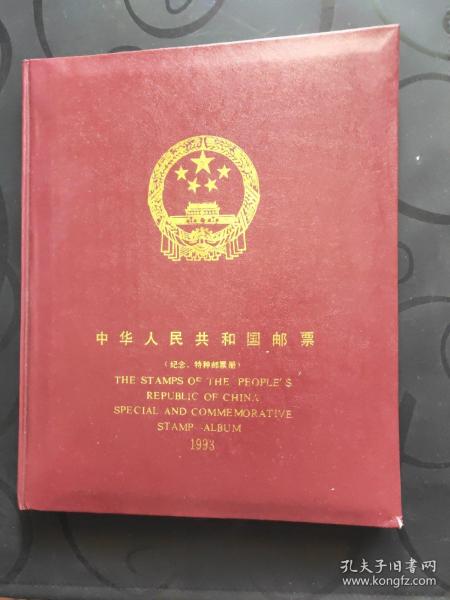 中华人民共和国邮票
（纪念、特种邮票册）
THE STAMPS OF THE PEOPLE'S
REPUBLIC OF CHINA
SPECIAL AND COMMEMORATIVE
STAMP ALBUM
1993
孔夫子旧书网
www.kongfz.com